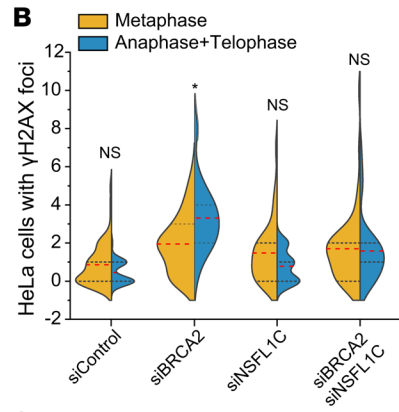 B
Metaphase
Anaphase+Telophase
HeLa cells with γH2AX foci
12
10
8
6
4
2
0
-2
NS
*
NS
NS
siControl
siBRCA2
siNSFL1C
siBRCA2
siNSFL1C